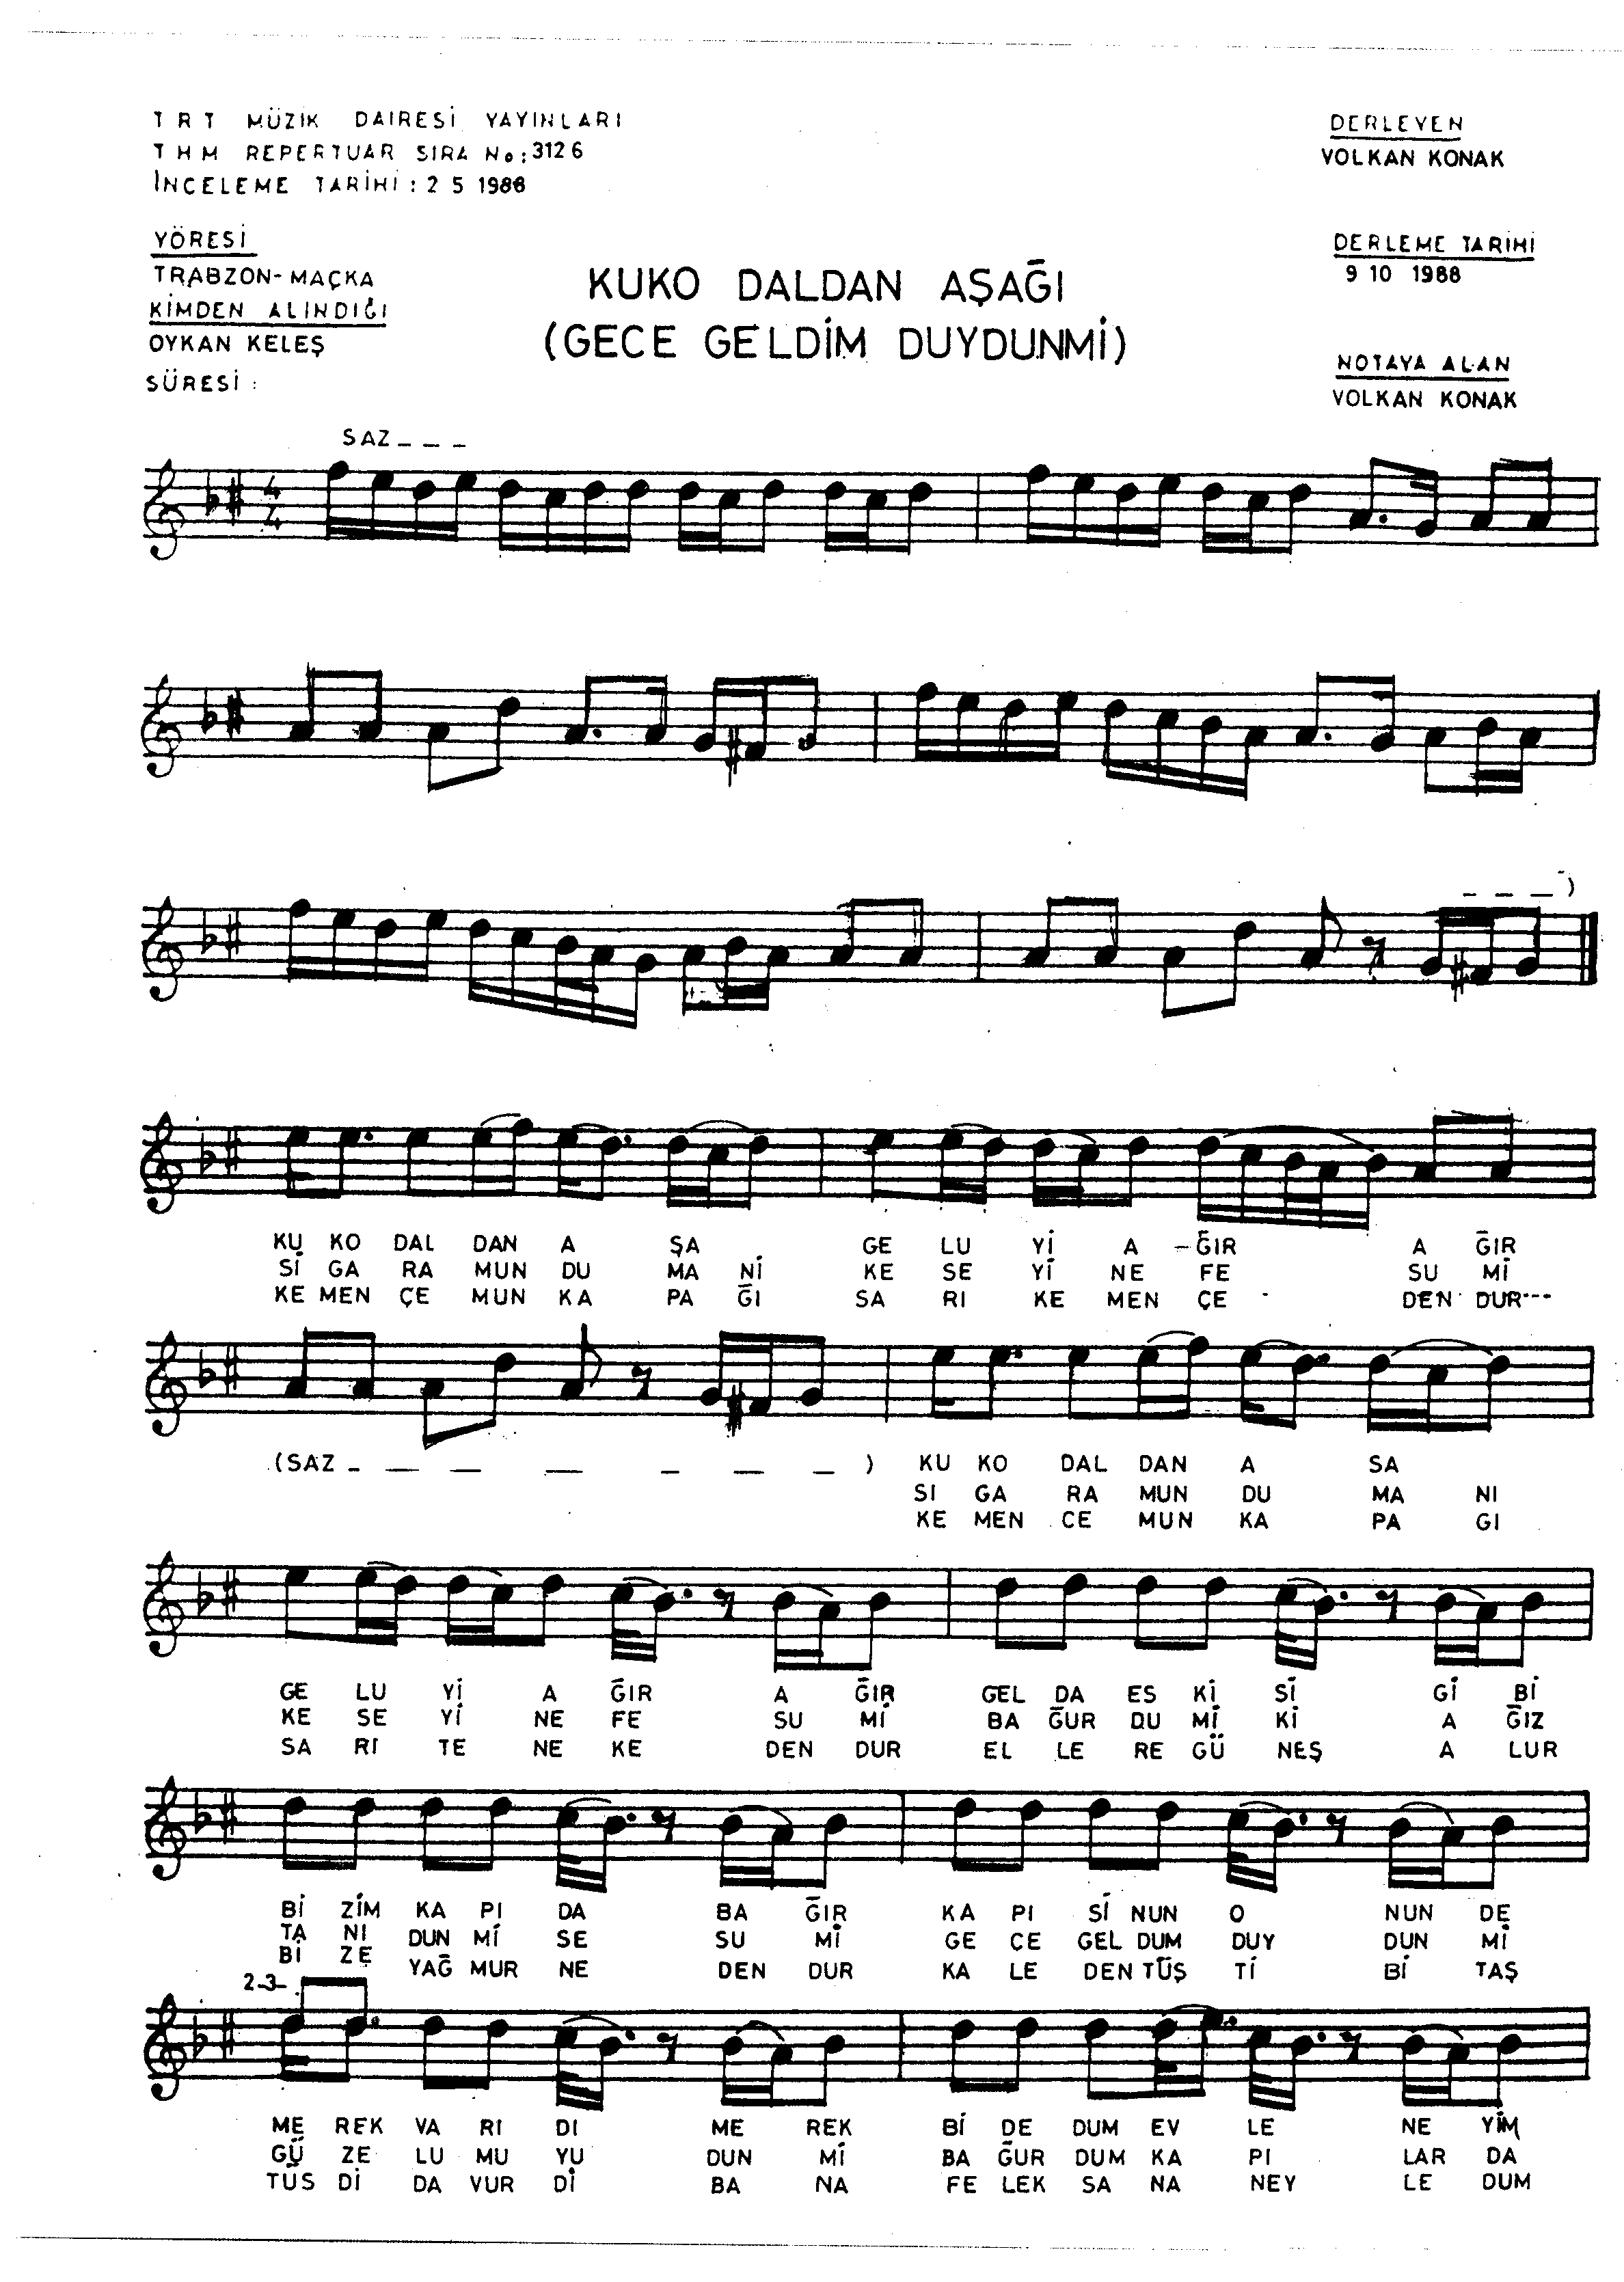 TRT MÜZİK DAİRESİ YAYINLARI
THM REPERTUAR SIRA No: 3126
İNCELEME TARİHİ : 2 5 1988
DERLEYEN
VOLKAN KONAK
YÖRESİ
TRABZON-MAÇKA
KİMDEN ALINDIĞI
OYKAN KELEŞ
SÜRESİ :
KUKO DALDAN AŞAĞI
(GECE GELDİM DUYDUNMİ)
DERLEME TARİHİ
9 10 1988
NOTAYA ALAN
VOLKAN KONAK
SAZ _ _ _
4
4
_ _ _ )
KU KO DAL DAN A ŞA GE LU Yİ A -ĞIR A ĞIR
Sİ GA RA MUN DU MA Nİ KE SE Yİ NE FE SU Mİ
KE MEN ÇE MUN KA PA ĞI SA RI KE MEN ÇE DEN DUR---
(SAZ _ _ _ _ _ _ _ ) KU KO DAL DAN A SA
SI GA RA MUN DU MA NI
KE MEN CE MUN KA PA GI
GE LU Yİ A ĞIR A ĞIR GEL DA ES Kİ Sİ Gİ Bİ
KE SE Yİ NE FE SU Mİ BA ĞUR DU Mİ Kİ A ĞIZ
SA RI TE NE KE DEN DUR EL LE RE GÜ NEŞ A LUR
Bİ ZİM KA PI DA BA ĞIR KA PI Sİ NUN O NUN DE
TA NI DUN Mİ SE SU Mİ GE CE GEL DUM DUY DUN Mİ
Bİ ZE YAĞ MUR NE DEN DUR KA LE DEN TÜŞ Tİ Bİ TAŞ
2-3-
ME REK VA RI DI ME REK Bİ DE DUM EV LE NE YİM
GÜ ZE LU MU YU DUN Mİ BA ĞUR DUM KA PI LAR DA
TÜS Dİ DA VUR Dİ BA NA FE LEK SA NA NEY LE DUM